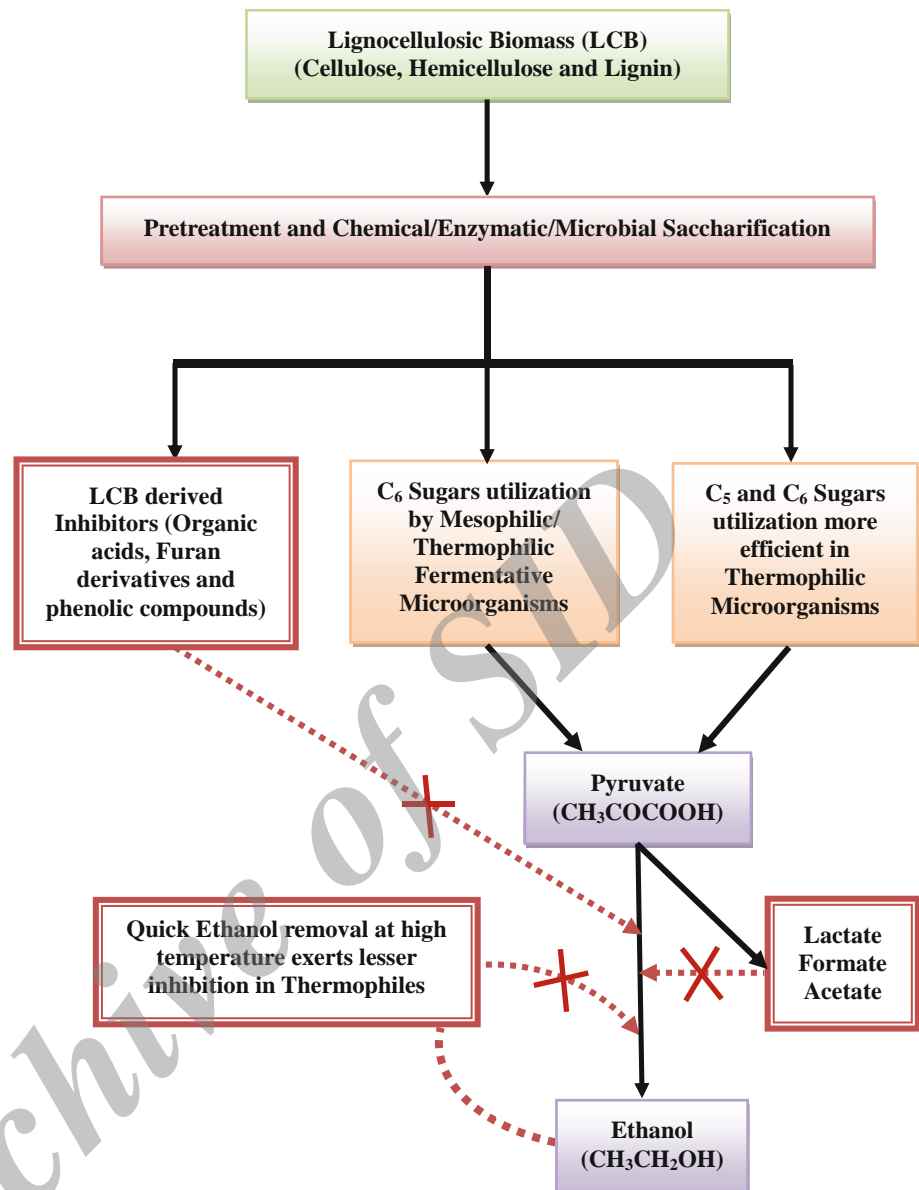 Lignocellulosic Biomass (LCB)
(Cellulose, Hemicellulose and Lignin)
Pretreatment and Chemical/Enzymatic/Microbial Saccharification
LCB derived
Inhibitors (Organic
acids, Furan
derivatives and
phenolic compounds)
C₆ Sugars utilization
by Mesophilic/
Thermophilic
Fermentative
Microorganisms
C₅ and C₆ Sugars
utilization more
efficient in
Thermophilic
Microorganisms
Pyruvate
(CH₃COCOOH)
Quick Ethanol removal at high
temperature exerts lesser
inhibition in Thermophiles
Lactate
Formate
Acetate
Ethanol
(CH₃CH₂OH)
chive of SID